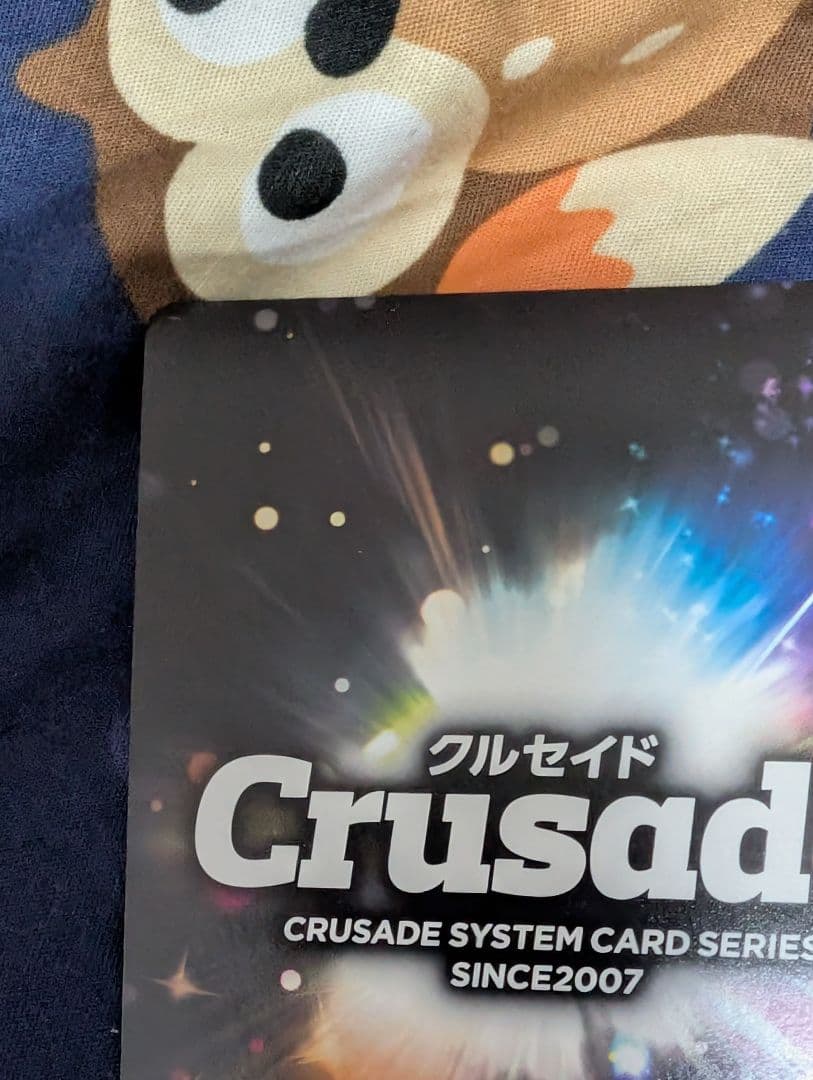 クルセイド
Crusad
CRUSADE SYSTEM CARD SERIES
SINCE2007